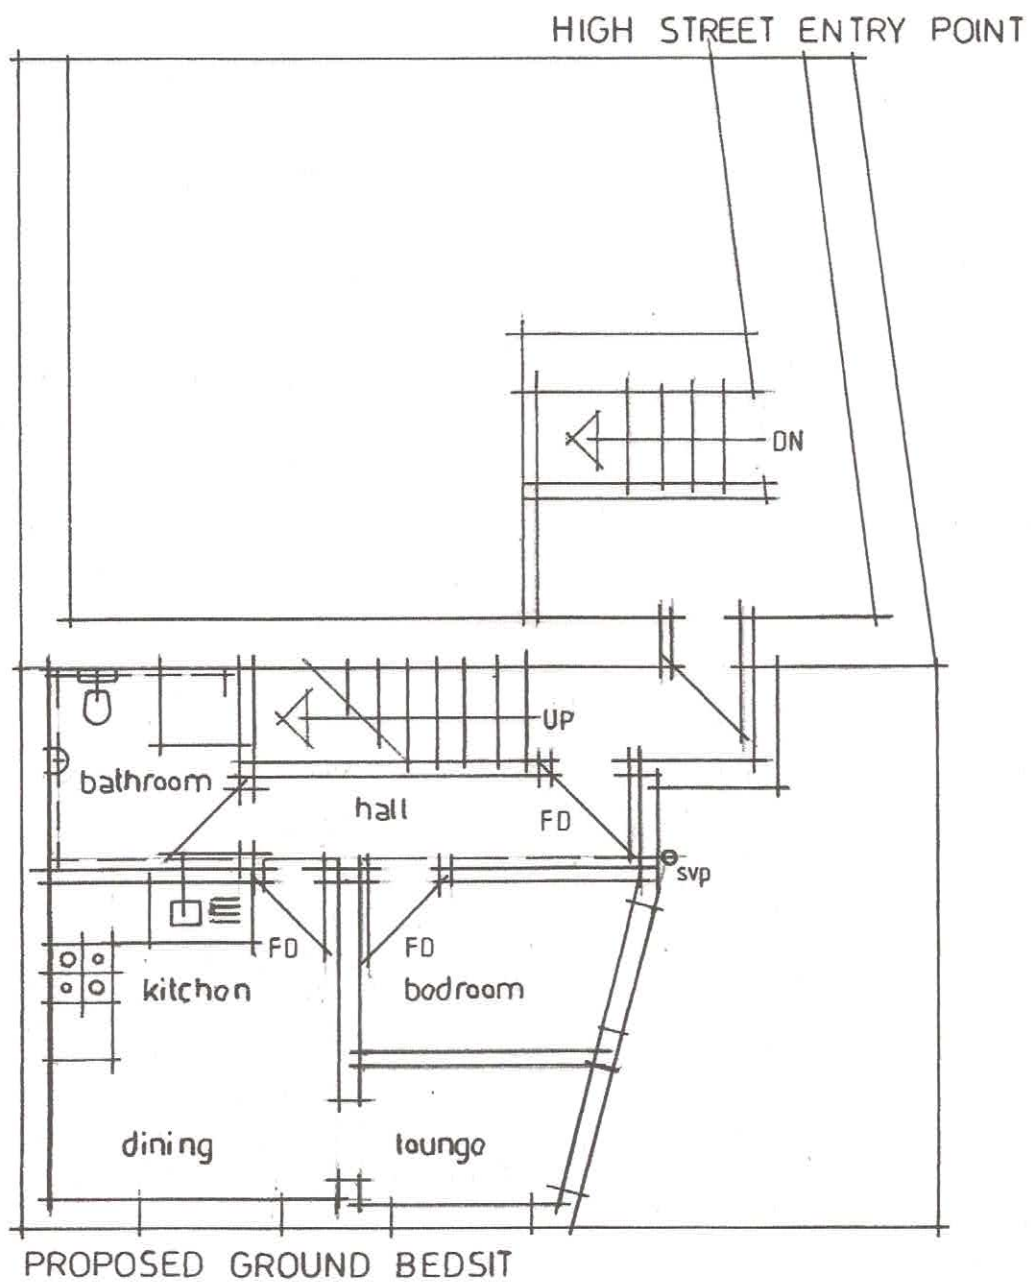 HIGH STREET ENTRY POINT
DN
UP
bathroom
hall
FD
svp
FD
FD
kitchen
bedroom
dining
lounge
PROPOSED GROUND BEDSIT